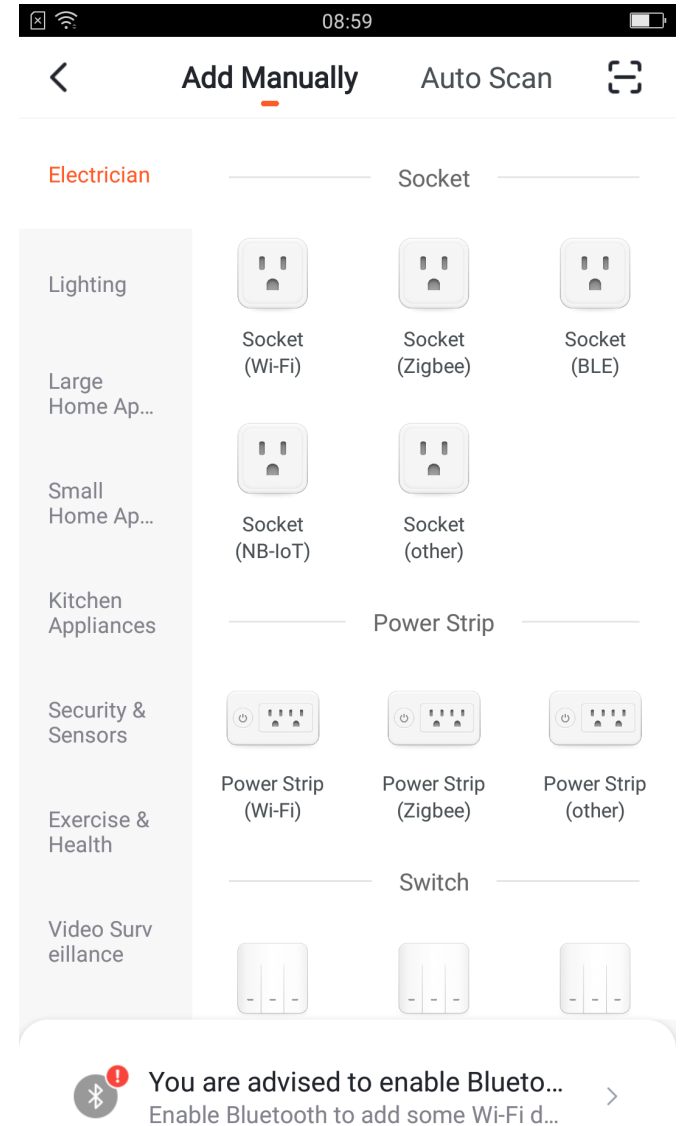 08:59
Add Manually
Auto Scan
Electrician
Lighting
Large
Home Ap...
Small
Home Ap...
Kitchen
Appliances
Security &
Sensors
Exercise &
Health
Video Surv
eillance
Socket
Socket
(Wi-Fi)
Socket
(Zigbee)
Socket
(BLE)
Socket
(NB-IoT)
Socket
(other)
Power Strip
Power Strip
(Wi-Fi)
Power Strip
(Zigbee)
Power Strip
(other)
Switch
You are advised to enable Blueto...
Enable Bluetooth to add some Wi-Fi d...